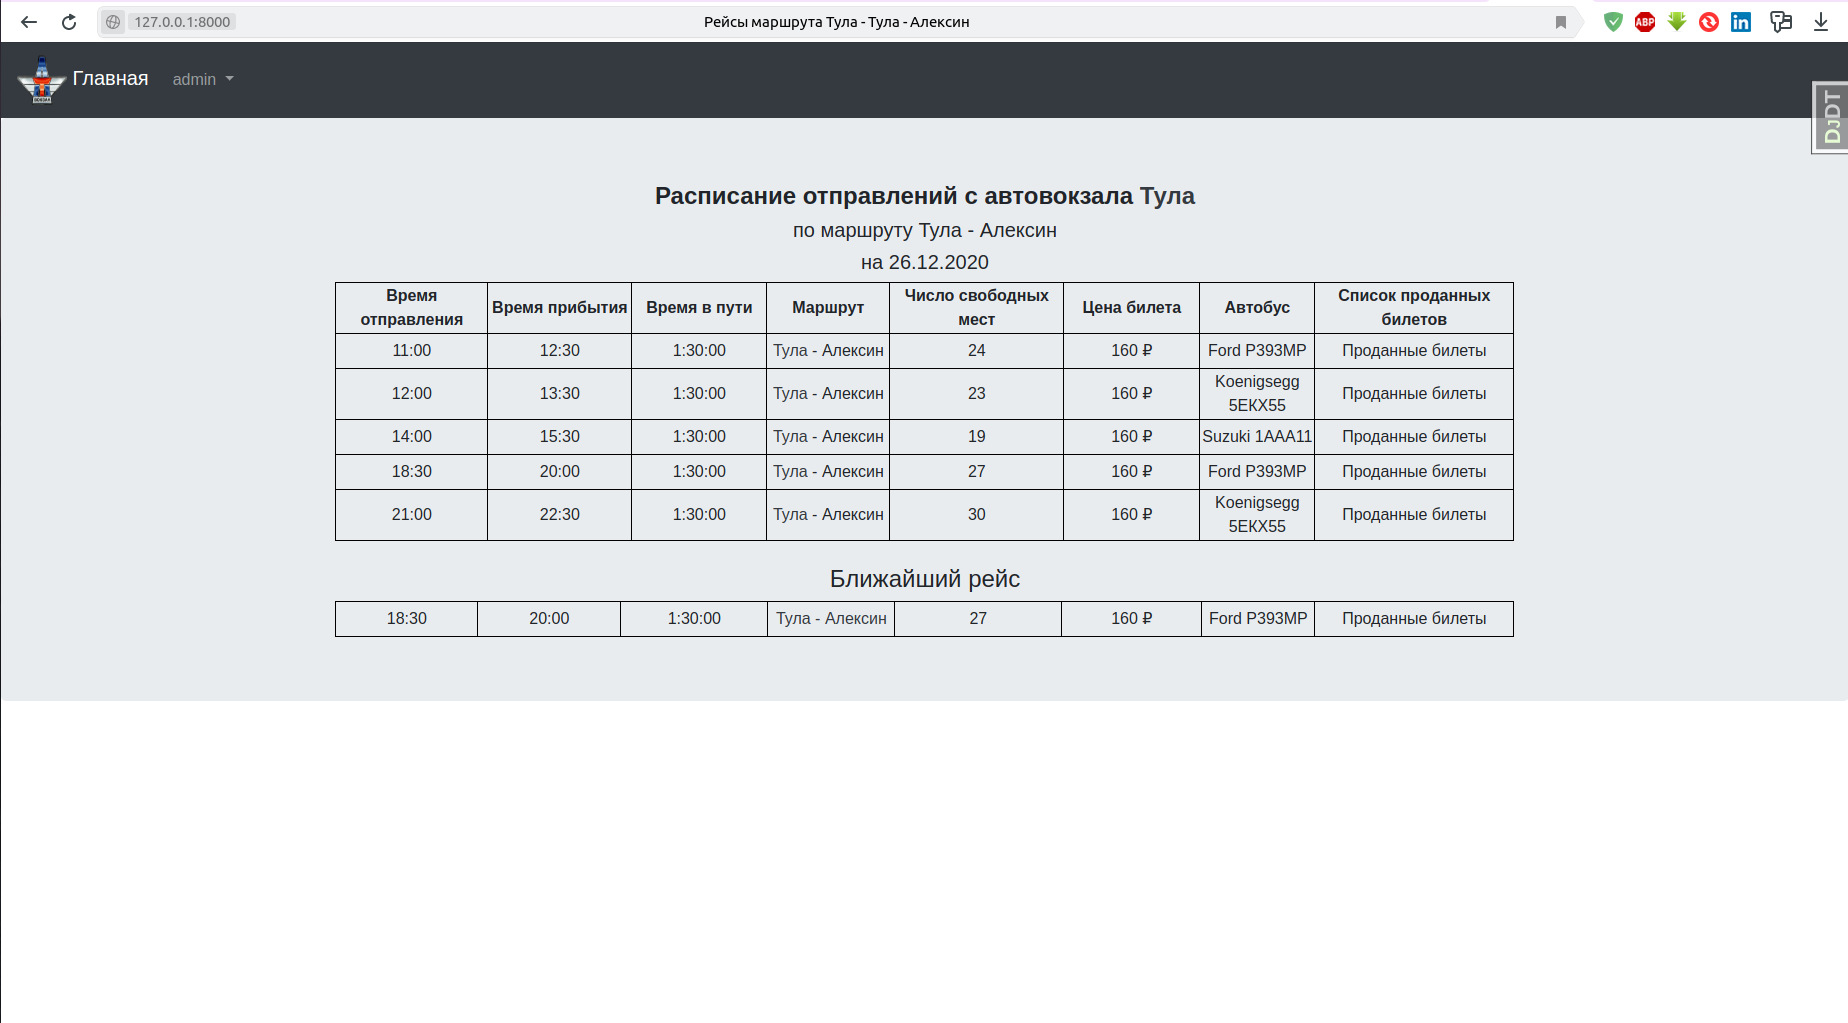 127.0.0.1:8000
Рейсы маршрута Тула - Тула - Алексин
ABP
in
Главная
admin
DJDT
Расписание отправлений с автовокзала Тула
по маршруту Тула - Алексин
на 26.12.2020
Время отправления Время прибытия Время в пути Маршрут Число свободных мест Цена билета Автобус Список проданных билетов
11:00 12:30 1:30:00 Тула - Алексин 24 160 ₽ Ford Р393МР Проданные билеты
12:00 13:30 1:30:00 Тула - Алексин 23 160 ₽ Koenigsegg 5ЕКХ55 Проданные билеты
14:00 15:30 1:30:00 Тула - Алексин 19 160 ₽ Suzuki 1ААА11 Проданные билеты
18:30 20:00 1:30:00 Тула - Алексин 27 160 ₽ Ford Р393МР Проданные билеты
21:00 22:30 1:30:00 Тула - Алексин 30 160 ₽ Koenigsegg 5ЕКХ55 Проданные билеты
Ближайший рейс
18:30 20:00 1:30:00 Тула - Алексин 27 160 ₽ Ford Р393МР Проданные билеты